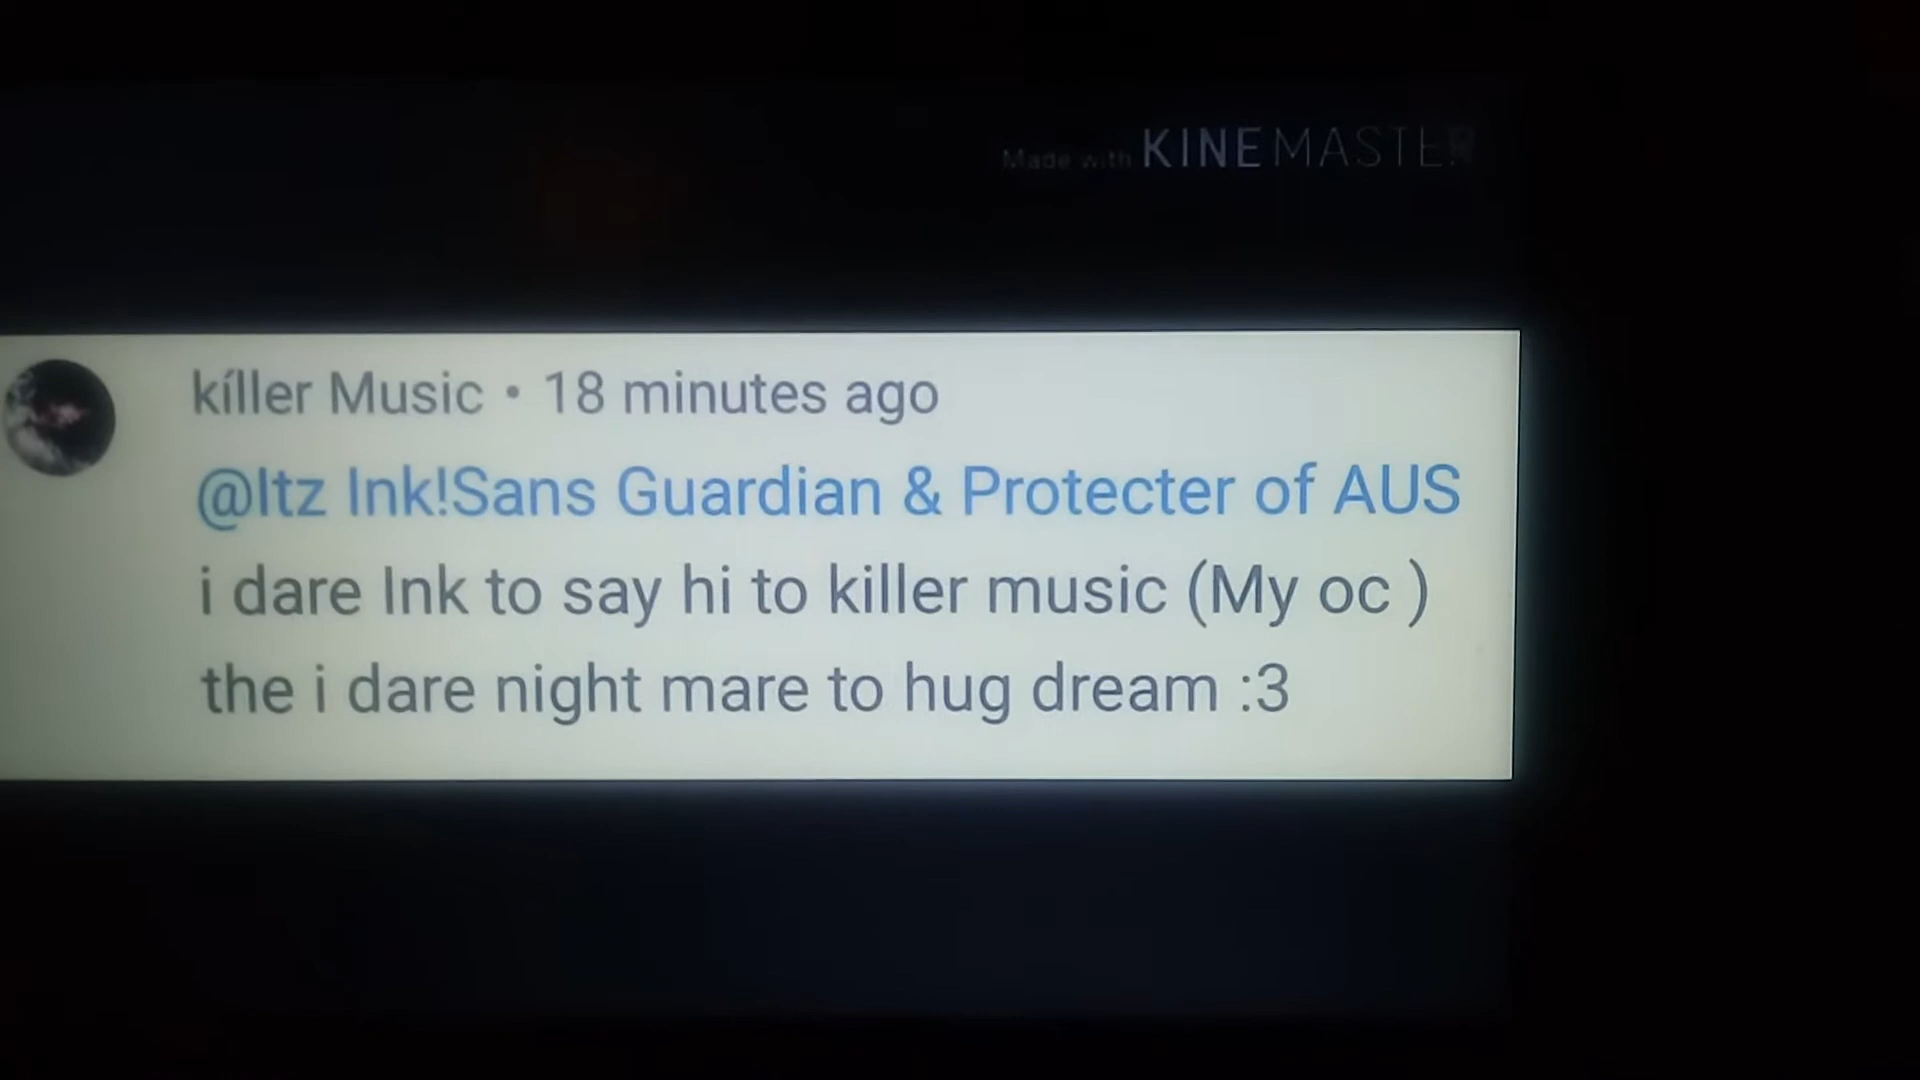 Made with KINEMASTER
kíller Music • 18 minutes ago
@Itz Ink!Sans Guardian & Protecter of AUS
i dare Ink to say hi to killer music (My oc )
the i dare night mare to hug dream :3